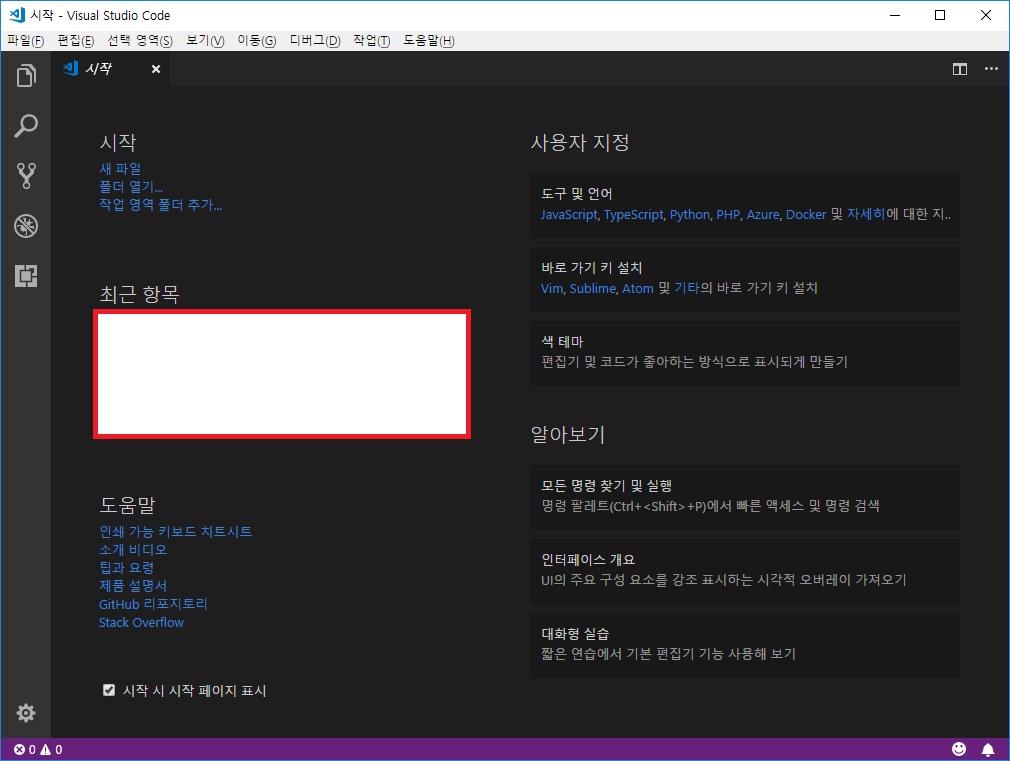 시작 - Visual Studio Code
파일(F) 편집(E) 선택 영역(S) 보기(V) 이동(G) 디버그(D) 작업(T) 도움말(H)
시작
시작
새 파일
폴더 열기...
작업 영역 폴더 추가...
최근 항목
도움말
인쇄 가능 키보드 치트시트
소개 비디오
팁과 요령
제품 설명서
GitHub 리포지토리
Stack Overflow
시작 시 시작 페이지 표시
사용자 지정
도구 및 언어
JavaScript, TypeScript, Python, PHP, Azure, Docker 및 자세히에 대한 지..
바로 가기 키 설치
Vim, Sublime, Atom 및 기타의 바로 가기 키 설치
색 테마
편집기 및 코드가 좋아하는 방식으로 표시되게 만들기
알아보기
모든 명령 찾기 및 실행
명령 팔레트(Ctrl+<Shift>+P)에서 빠른 액세스 및 명령 검색
인터페이스 개요
UI의 주요 구성 요소를 강조 표시하는 시각적 오버레이 가져오기
대화형 실습
짧은 연습에서 기본 편집기 기능 사용해 보기
0 0